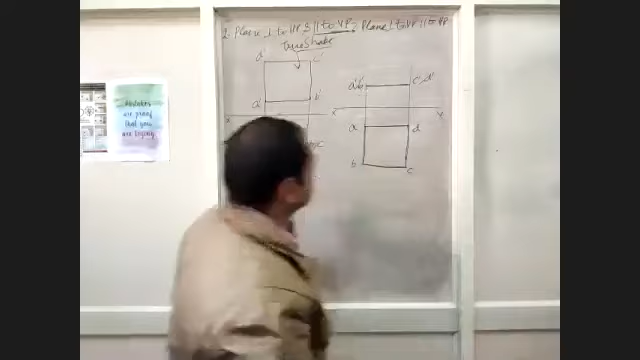 2. Plane ⊥ to HP & || to VP 3. Plane ⊥ to VP || to HP
True Shape
d' c'
a' b'
X
a'b' c'd'
X Y
a d
b c
Mistakes
are proof
that you
are trying